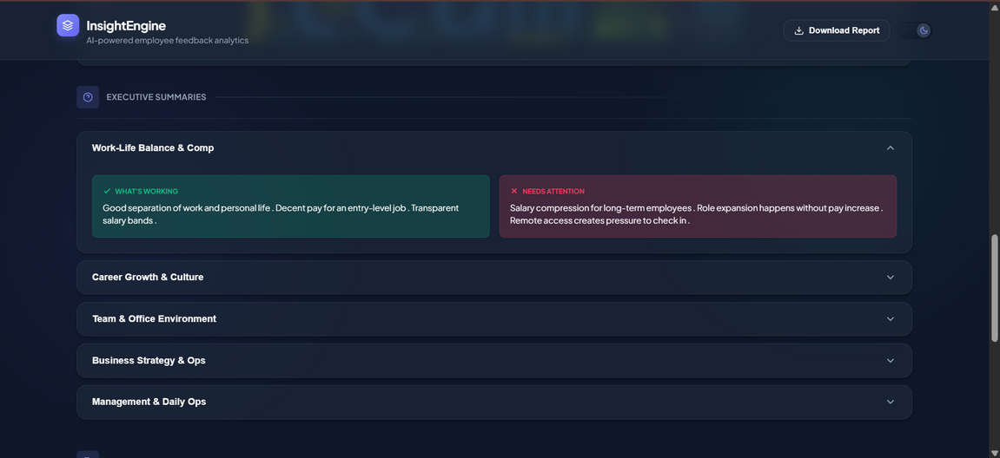 InsightEngine
AI-powered employee feedback analytics
Download Report
EXECUTIVE SUMMARIES
Work-Life Balance & Comp
WHAT'S WORKING
Good separation of work and personal life . Decent pay for an entry-level job . Transparent
salary bands .
NEEDS ATTENTION
Salary compression for long-term employees . Role expansion happens without pay increase .
Remote access creates pressure to check in .
Career Growth & Culture
Team & Office Environment
Business Strategy & Ops
Management & Daily Ops